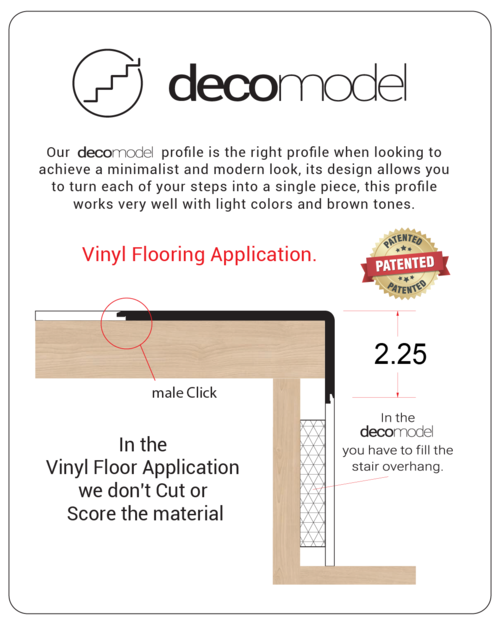 decomodel
Our decomodel profile is the right profile when looking to
achieve a minimalist and modern look, its design allows you
to turn each of your steps into a single piece, this profile
works very well with light colors and brown tones.
Vinyl Flooring Application.
PATENTED
PATENTED
PATENTED
2.25
male Click
In the
decomodel
you have to fill the
stair overhang.
In the
Vinyl Floor Application
we don't Cut or
Score the material